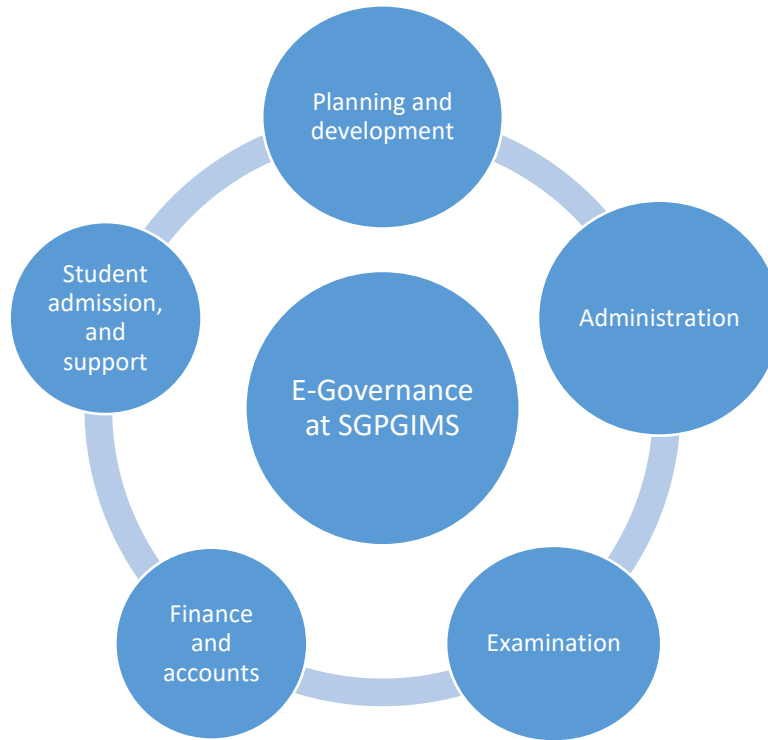 Planning and
development
Administration
Examination
Finance
and
accounts
Student
admission,
and
support
E-Governance
at SGPGIMS